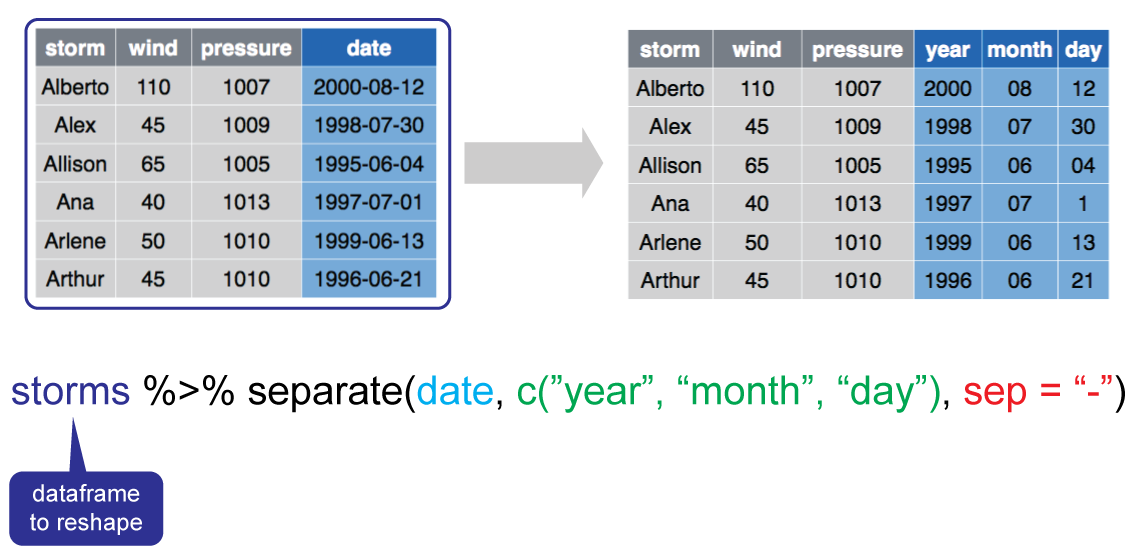 storm wind pressure date
Alberto 110 1007 2000-08-12
Alex 45 1009 1998-07-30
Allison 65 1005 1995-06-04
Ana 40 1013 1997-07-01
Arlene 50 1010 1999-06-13
Arthur 45 1010 1996-06-21
storm wind pressure year month day
Alberto 110 1007 2000 08 12
Alex 45 1009 1998 07 30
Allison 65 1005 1995 06 04
Ana 40 1013 1997 07 1
Arlene 50 1010 1999 06 13
Arthur 45 1010 1996 06 21
storms %>% separate(date, c(”year”, “month”, “day”), sep = “-”)
dataframe
to reshape